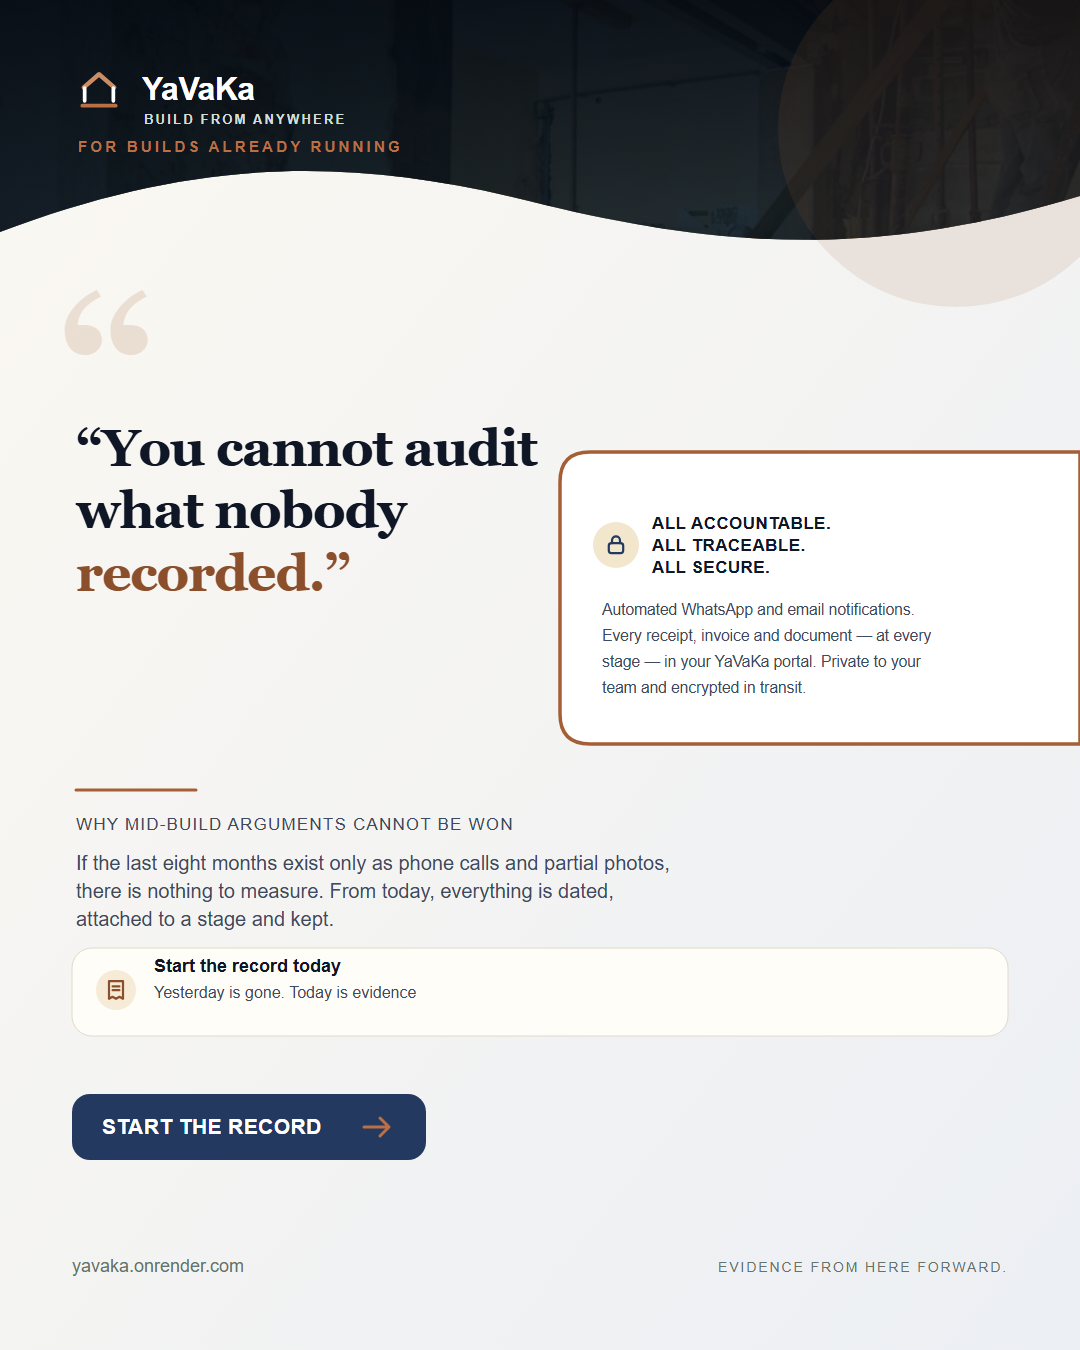 YaVaKa
BUILD FROM ANYWHERE
FOR BUILDS ALREADY RUNNING
“
“You cannot audit
what nobody
recorded.”
ALL ACCOUNTABLE.
ALL TRACEABLE.
ALL SECURE.
Automated WhatsApp and email notifications.
Every receipt, invoice and document — at every
stage — in your YaVaKa portal. Private to your
team and encrypted in transit.
WHY MID-BUILD ARGUMENTS CANNOT BE WON
If the last eight months exist only as phone calls and partial photos,
there is nothing to measure. From today, everything is dated,
attached to a stage and kept.
Start the record today
Yesterday is gone. Today is evidence
START THE RECORD
yavaka.onrender.com
EVIDENCE FROM HERE FORWARD.